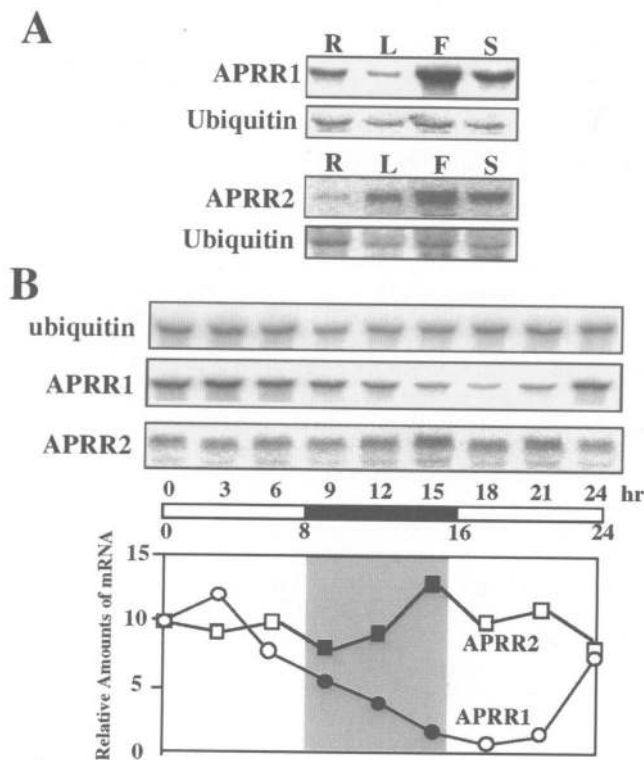 A
R L F S
APRR1
Ubiquitin
R L F S
APRR2
Ubiquitin
B
ubiquitin
APRR1
APRR2
0 3 6 9 12 15 18 21 24 hr
0 8 16 24
Relative Amounts of mRNA
15
10
5
0
APRR2
APRR1